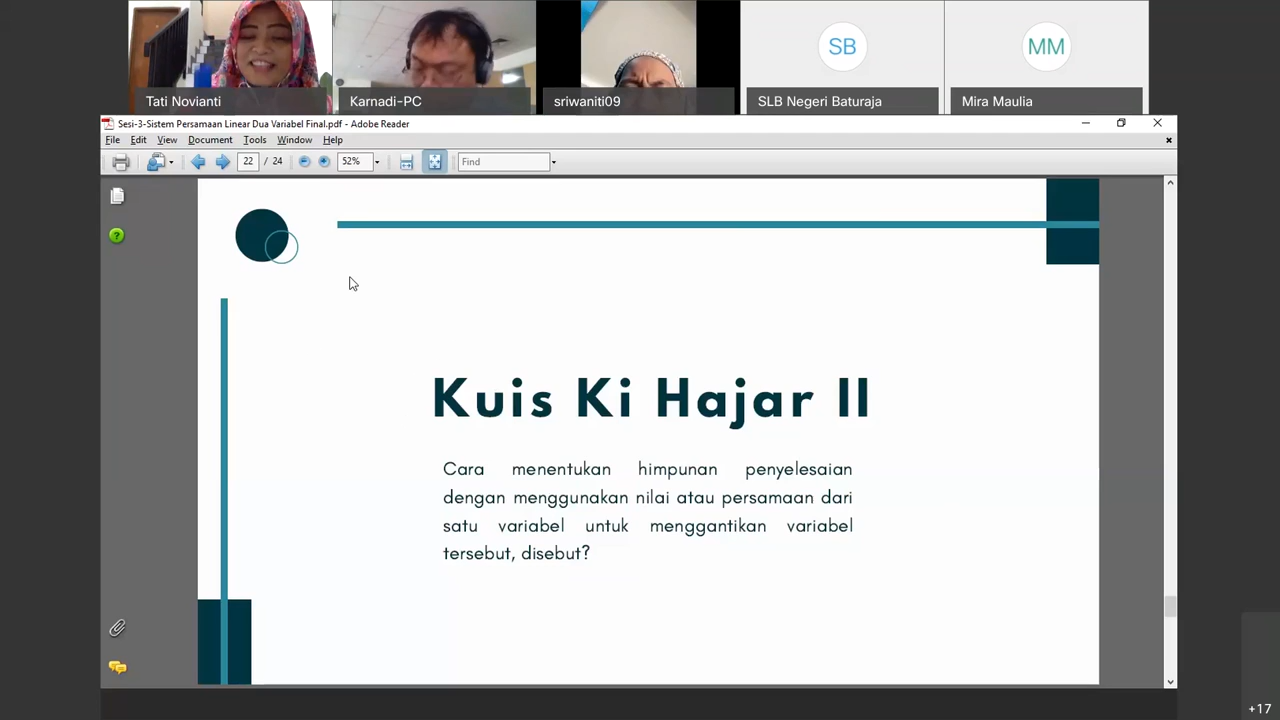 SB
MM
Tati Novianti
Karnadi-PC
sriwaniti09
SLB Negeri Baturaja
Mira Maulia
Sesi-3-Sistem Persamaan Linear Dua Variabel Final.pdf - Adobe Reader
File Edit View Document Tools Window Help
22 / 24 52% Find
Kuis Ki Hajar II
Cara menentukan himpunan penyelesaian
dengan menggunakan nilai atau persamaan dari
satu variabel untuk menggantikan variabel
tersebut, disebut?
+17